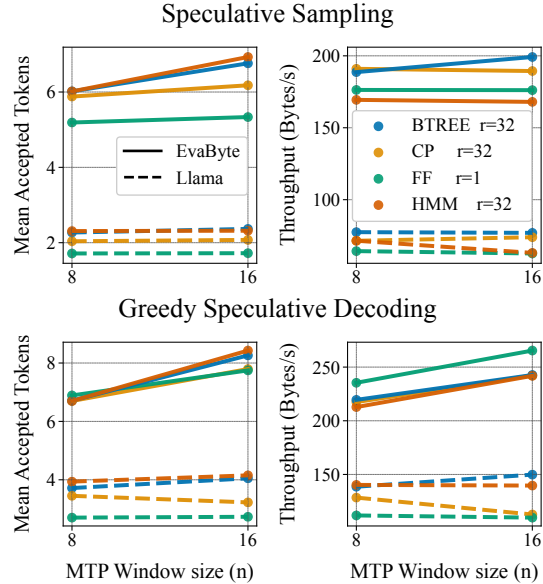 Speculative Sampling
Mean Accepted Tokens
6
4
2
8
16
EvaByte
Llama
Throughput (Bytes/s)
200
150
100
8
16
BTREE r=32
CP r=32
FF r=1
HMM r=32
Greedy Speculative Decoding
Mean Accepted Tokens
8
6
4
8
16
MTP Window size (n)
Throughput (Bytes/s)
250
200
150
8
16
MTP Window size (n)